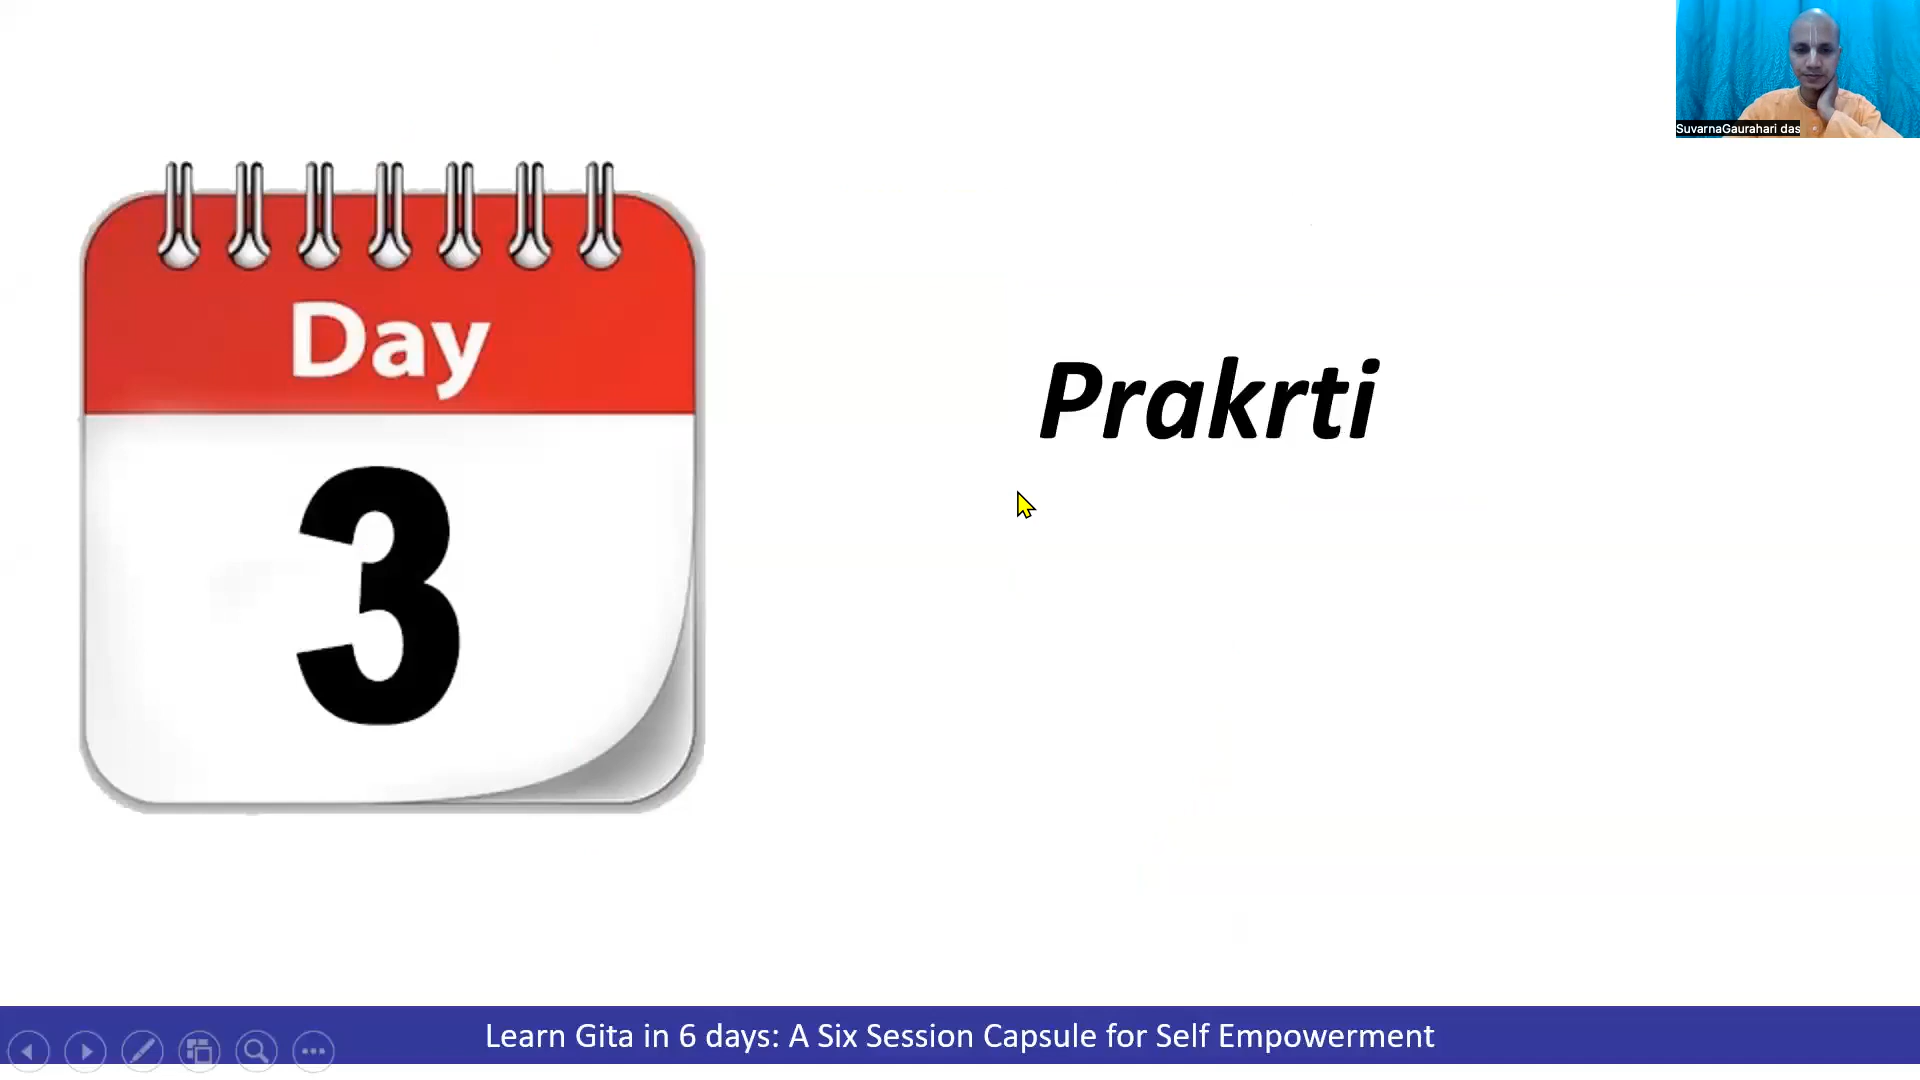 SuvarnaGaurahari das
Day
3
Prakrti
Learn Gita in 6 days: A Six Session Capsule for Self Empowerment